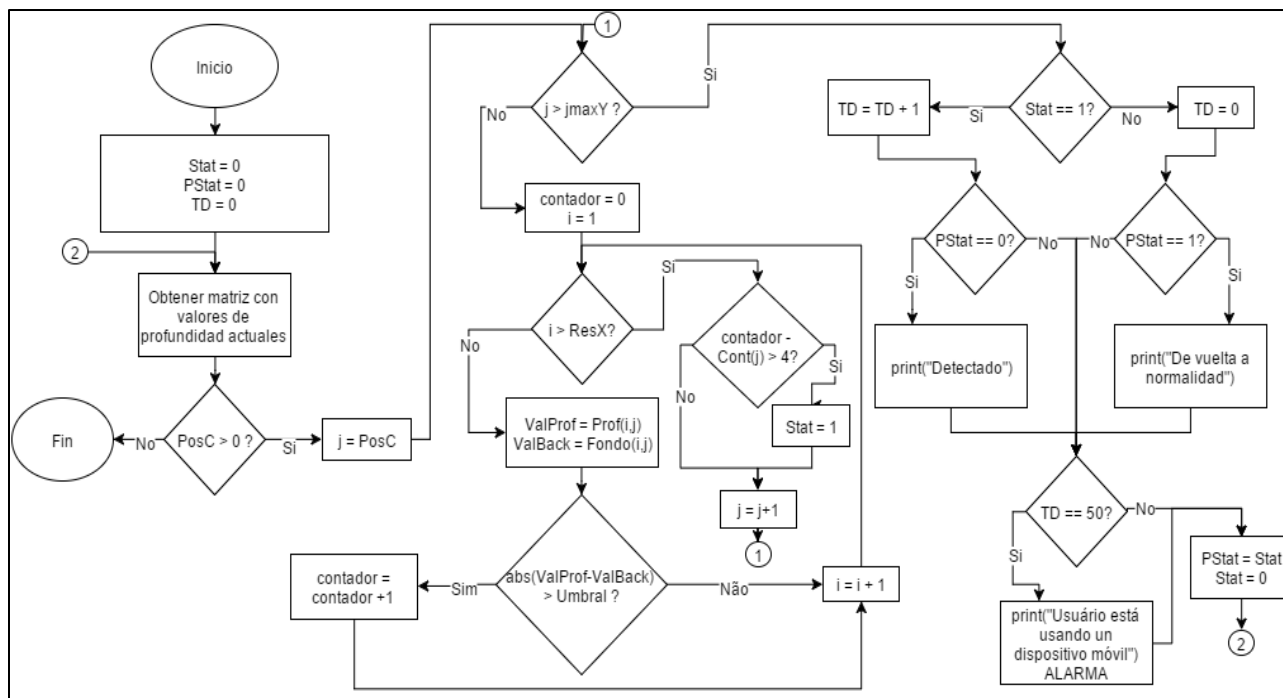 Inicio
Stat = 0
PStat = 0
TD = 0
2
Obtener matriz con
valores de
profundidad actuales
PosC > 0 ?
No
Fin
Si
j = PosC
1
j > jmaxY ?
Si
No
contador = 0
i = 1
i > ResX?
Si
No
contador -
Cont(j) > 4?
Si
No
Stat = 1
j = j+1
1
ValProf = Prof(i,j)
ValBack = Fondo(i,j)
abs(ValProf-ValBack)
> Umbral ?
Sim
contador =
contador +1
Não
i = i + 1
Stat == 1?
Si
No
TD = TD + 1
TD = 0
PStat == 0?
No
Si
PStat == 1?
No
Si
print("Detectado")
print("De vuelta a
normalidad")
TD == 50?
No
Si
print("Usuário está
usando un
dispositivo móvil")
ALARMA
PStat = Stat
Stat = 0
2